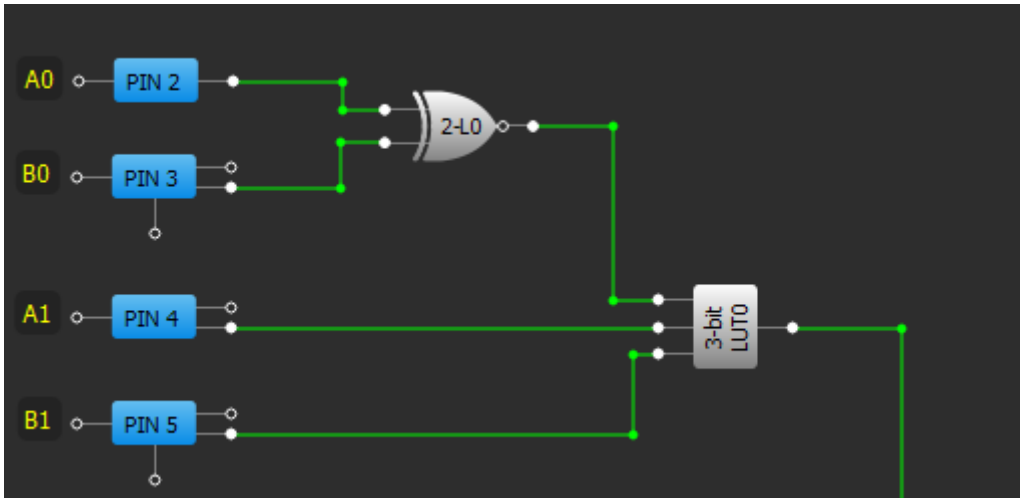 A0
PIN 2
2-L0
B0
PIN 3
A1
PIN 4
3-bit
LUT0
B1
PIN 5